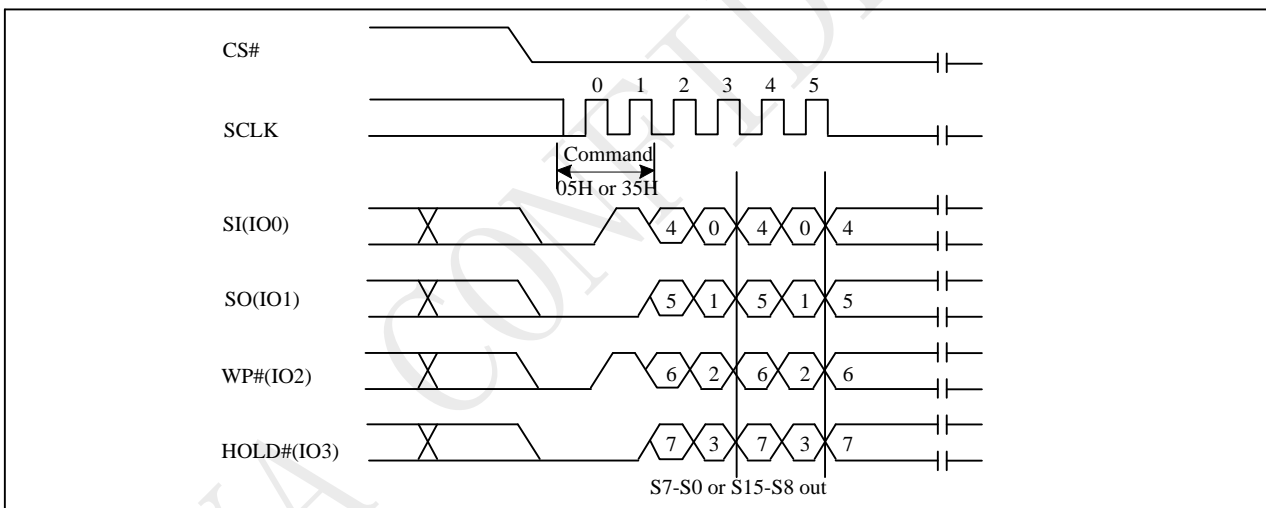 CS#
0 1 2 3 4 5
SCLK
Command
05H or 35H
SI(IO0) 4 0 4 0 4
SO(IO1) 5 1 5 1 5
WP#(IO2) 6 2 6 2 6
HOLD#(IO3) 7 3 7 3 7
S7-S0 or S15-S8 out